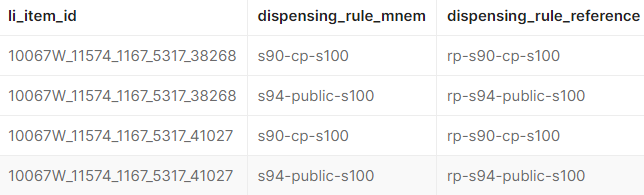 li_item_id dispensing_rule_mnem dispensing_rule_reference
10067W_11574_1167_5317_38268 s90-cp-s100 rp-s90-cp-s100
10067W_11574_1167_5317_38268 s94-public-s100 rp-s94-public-s100
10067W_11574_1167_5317_41027 s90-cp-s100 rp-s90-cp-s100
10067W_11574_1167_5317_41027 s94-public-s100 rp-s94-public-s100